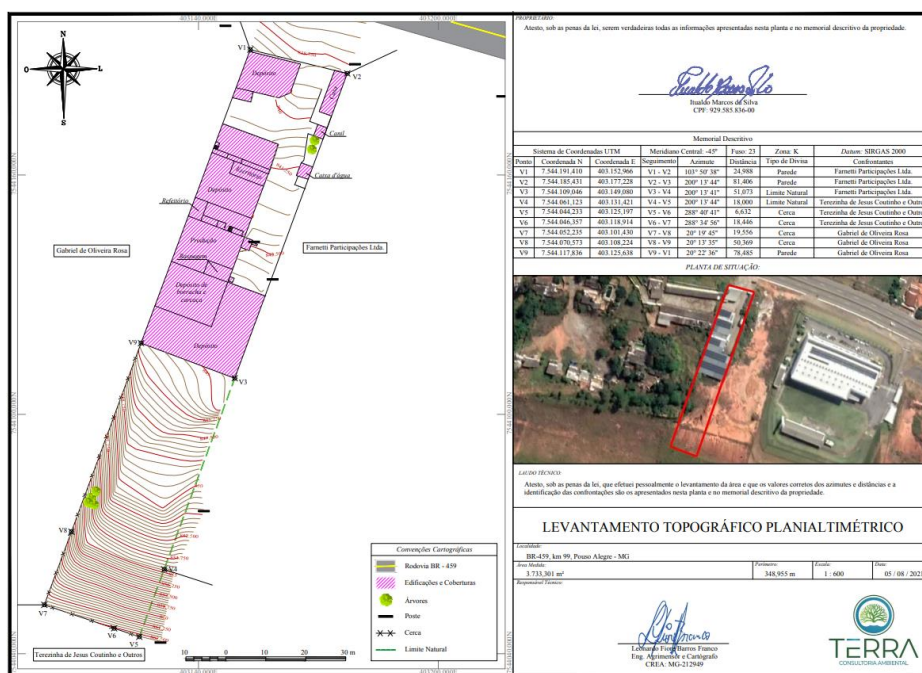 403140.000E
403200.000E
N
O
L
S
V1
V2
Depósito
Canil
Caixa d'água
Escritório
Depósito
Refeitório
Produção
Raspagem
Depósito de
borracha e
carcaça
Depósito
Gabriel de Oliveira Rosa
Farnetti Participações Ltda.
V9
V3
V8
V4
V7
V6
V5
Terezinha de Jesus Coutinho e Outros
Convenções Cartográficas
Rodovia BR - 459
Edificações e Coberturas
Árvores
Poste
Cerca
Limite Natural
10 0 10 20 30 m
403140.000E
403200.000E
PROPRIETÁRIO:
Atesto, sob as penas da lei, serem verdadeiras todas as informações apresentadas nesta planta e no memorial descritivo da propriedade.
Itualdo Marcos da Silva
CPF: 929.585.836-00
Memorial Descritivo
Sistema de Coordenadas UTM Meridiano Central: -45° Fuso: 23 Zona: K Datum: SIRGAS 2000
Ponto Coordenada N Coordenada E Seguimento Azimute Distância Tipo de Divisa Confrontantes
V1 7.544.191,410 403.152,966 V1 - V2 103° 50' 38" 24,988 Parede Farnetti Participações Ltda.
V2 7.544.185,431 403.177,228 V2 - V3 200° 13' 44" 81,406 Parede Farnetti Participações Ltda.
V3 7.544.109,046 403.149,080 V3 - V4 200° 13' 41" 51,073 Limite Natural Farnetti Participações Ltda.
V4 7.544.061,123 403.131,421 V4 - V5 200° 13' 44" 18,000 Limite Natural Terezinha de Jesus Coutinho e Outros
V5 7.544.044,233 403.125,197 V5 - V6 288° 40' 41" 6,632 Cerca Terezinha de Jesus Coutinho e Outros
V6 7.544.046,357 403.118,914 V6 - V7 288° 34' 56" 18,446 Cerca Terezinha de Jesus Coutinho e Outros
V7 7.544.052,235 403.101,430 V7 - V8 20° 19' 45" 19,556 Cerca Gabriel de Oliveira Rosa
V8 7.544.070,573 403.108,224 V8 - V9 20° 13' 35" 50,369 Cerca Gabriel de Oliveira Rosa
V9 7.544.117,836 403.125,638 V9 - V1 20° 22' 36" 78,485 Parede Gabriel de Oliveira Rosa
PLANTA DE SITUAÇÃO:
LAUDO TÉCNICO:
Atesto, sob as penas da lei, que efetuei pessoalmente o levantamento da área e que os valores corretos dos azimutes e distâncias e a
identificação das confrontações são os apresentados nesta planta e no memorial descritivo da propriedade.
LEVANTAMENTO TOPOGRÁFICO PLANIALTIMÉTRICO
Localidade:
BR-459, km 99, Pouso Alegre - MG
Área Medida: Perímetro: Escala: Data:
3.733,301 m² 348,955 m 1 : 600 05 / 08 / 2021
Responsável Técnico:
Leonardo Fiori Barros Franco
Eng. Agrimensor e Cartógrafo
CREA: MG-212949
TERRA
CONSULTORIA AMBIENTAL